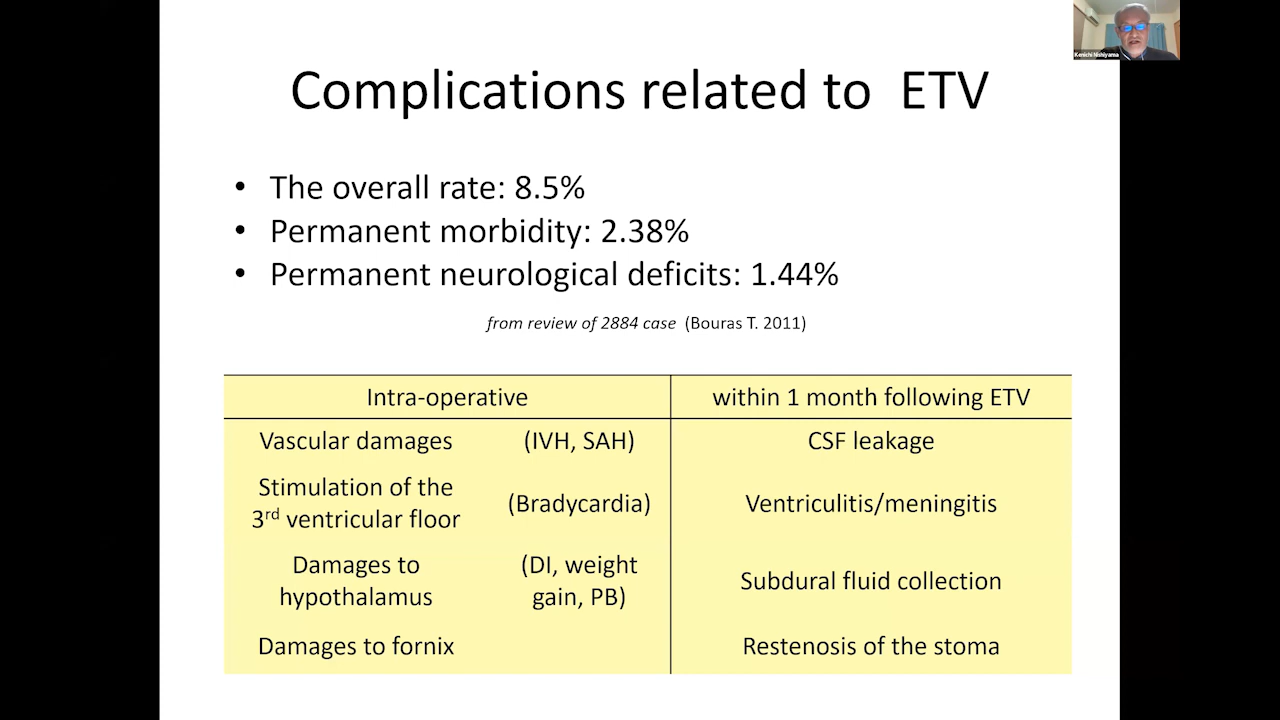 Kenichi Nishiyama
Complications related to ETV
• The overall rate: 8.5%
• Permanent morbidity: 2.38%
• Permanent neurological deficits: 1.44%
from review of 2884 case (Bouras T. 2011)
Intra-operative within 1 month following ETV
Vascular damages (IVH, SAH) CSF leakage
Stimulation of the
3rd ventricular floor (Bradycardia) Ventriculitis/meningitis
Damages to (DI, weight
hypothalamus gain, PB) Subdural fluid collection
Damages to fornix Restenosis of the stoma